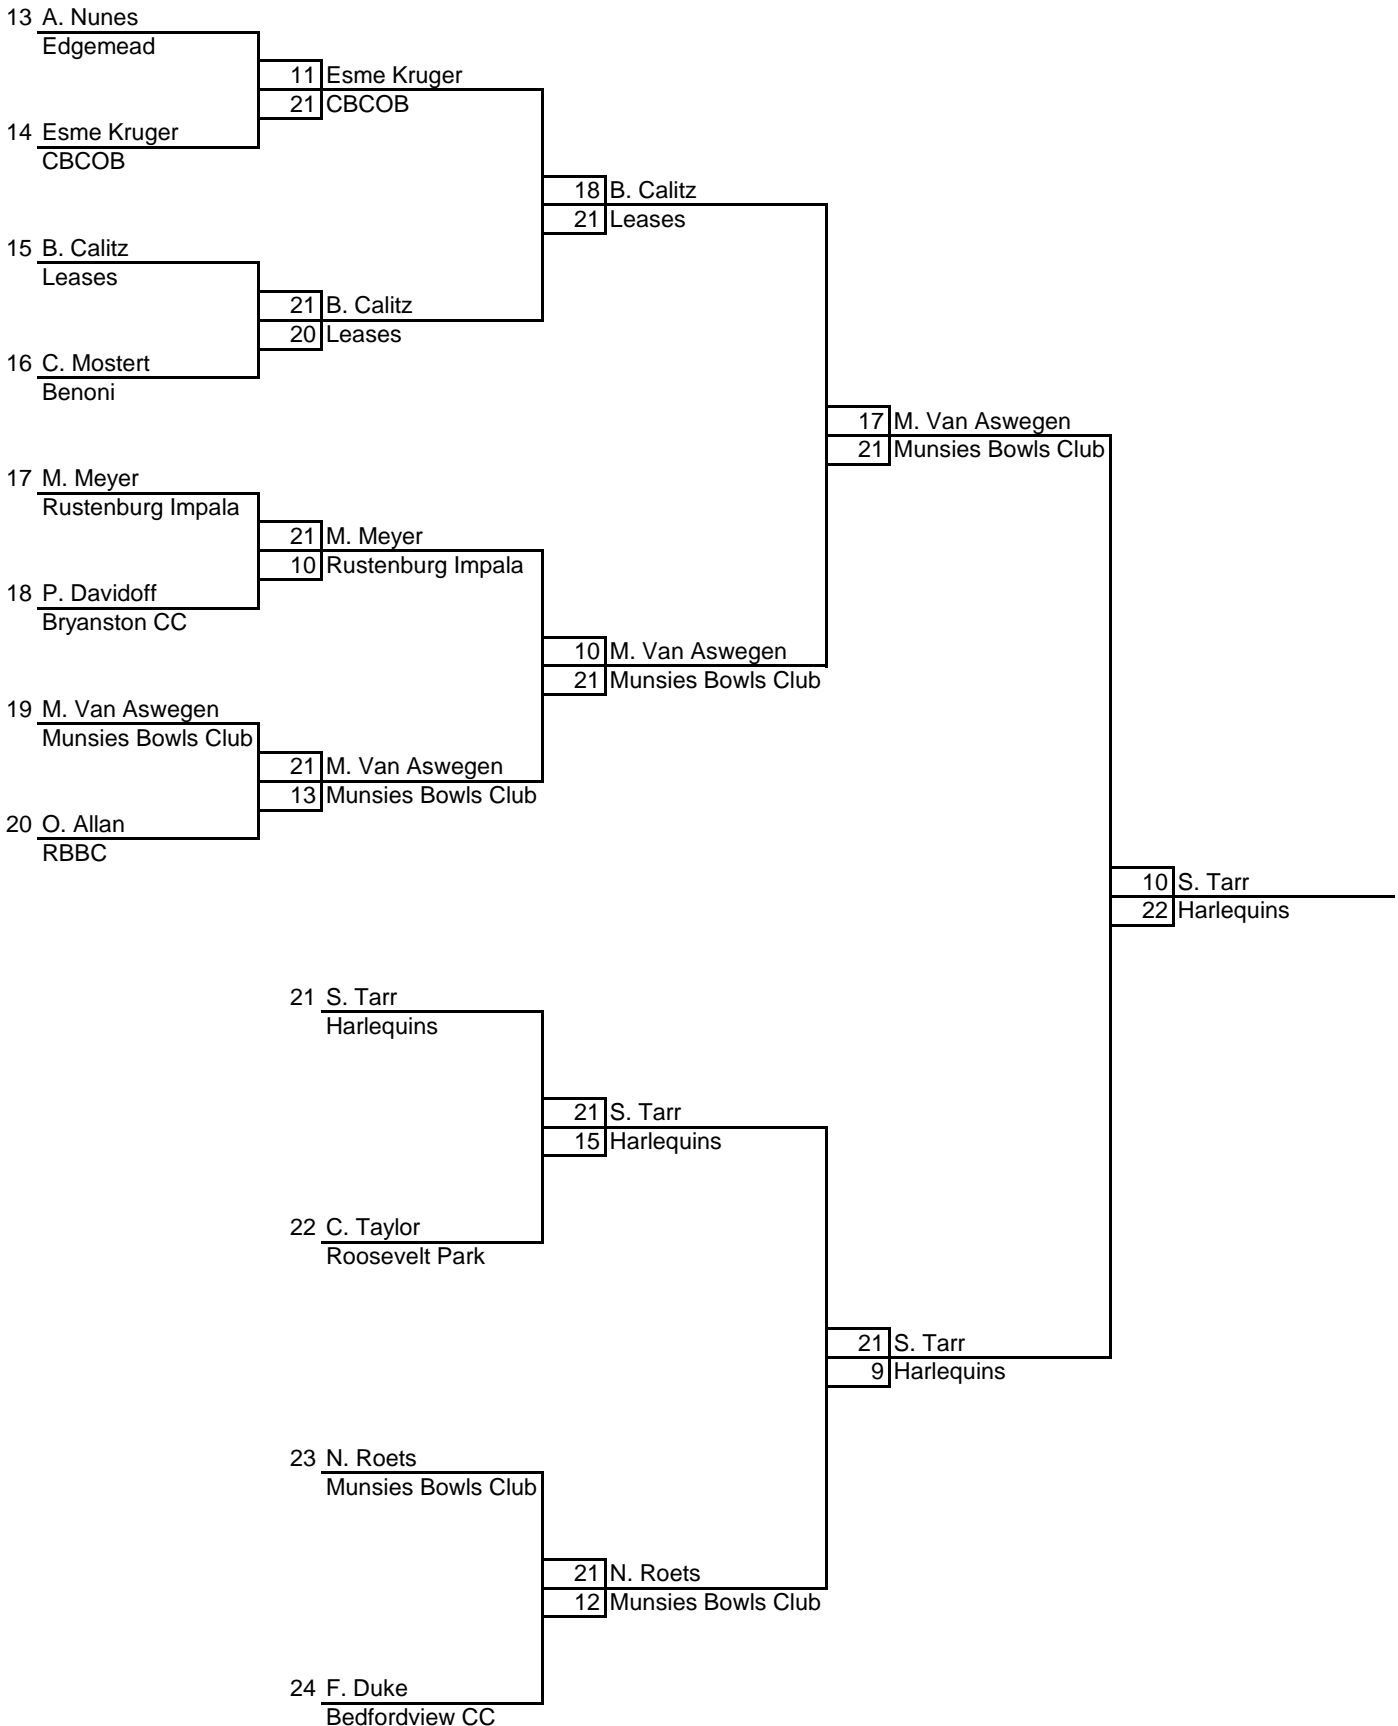 13 A. Nunes
Edgemead
11 Esme Kruger
21 CBCOB
14 Esme Kruger
CBCOB
18 B. Calitz
21 Leases
15 B. Calitz
Leases
21 B. Calitz
20 Leases
16 C. Mostert
Benoni
17 M. Van Aswegen
21 Munsies Bowls Club
17 M. Meyer
Rustenburg Impala
21 M. Meyer
10 Rustenburg Impala
18 P. Davidoff
Bryanston CC
10 M. Van Aswegen
21 Munsies Bowls Club
19 M. Van Aswegen
Munsies Bowls Club
21 M. Van Aswegen
13 Munsies Bowls Club
20 O. Allan
RBBC
10 S. Tarr
22 Harlequins
21 S. Tarr
Harlequins
21 S. Tarr
15 Harlequins
22 C. Taylor
Roosevelt Park
21 S. Tarr
9 Harlequins
23 N. Roets
Munsies Bowls Club
21 N. Roets
12 Munsies Bowls Club
24 F. Duke
Bedfordview CC